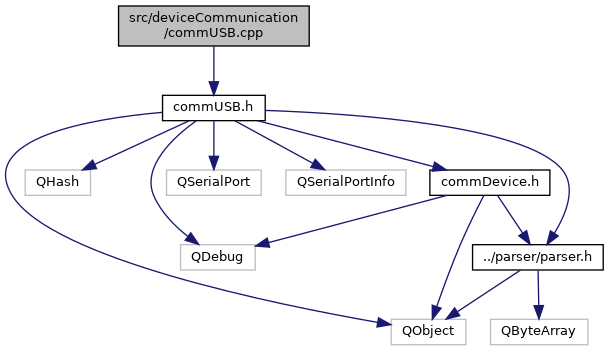 src/deviceCommunication
/commUSB.cpp
commUSB.h
QHash
QSerialPort
QSerialPortInfo
commDevice.h
QDebug
../parser/parser.h
QObject
QByteArray